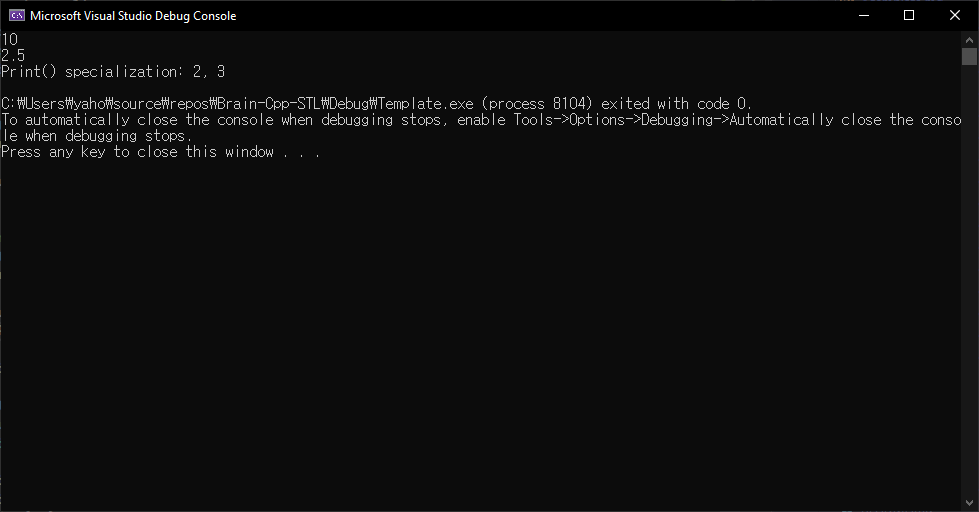 Microsoft Visual Studio Debug Console
10
2.5
Print() specialization: 2, 3
C:₩Users₩yaho₩source₩repos₩Brain-Cpp-STL₩Debug₩Template.exe (process 8104) exited with code 0.
To automatically close the console when debugging stops, enable Tools->Options->Debugging->Automatically close the conso
le when debugging stops.
Press any key to close this window . . .